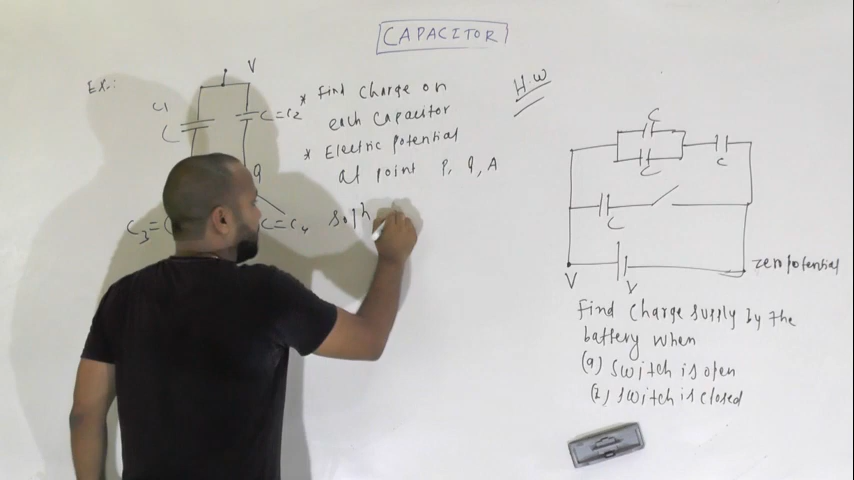 CAPACITOR
Ex.:
V
C1
C
C=C2
* Find Charge on
each Capacitor
* Electric potential
at point P, Q, A
Q
C3=C
C=C4
Soln
H.W
C
C
C
C
V
V
zero potential
Find Charge supply by the
battery when
(a) Switch is open
(b) Switch is closed